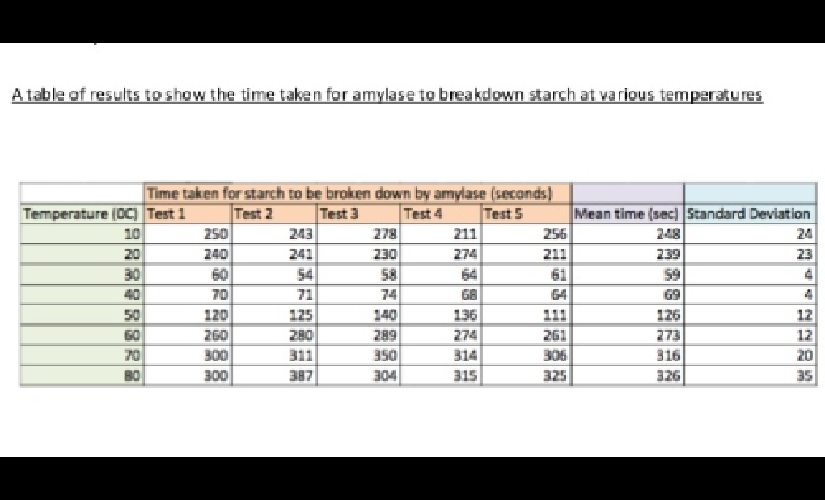 A table of results to show the time taken for amylase to breakdown starch at various temperatures
Time taken for starch to be broken down by amylase (seconds)
Temperature (0C) Test 1 Test 2 Test 3 Test 4 Test 5 Mean time (sec) Standard Deviation
10 250 243 278 211 256 248 24
20 240 241 230 274 211 239 23
30 60 54 58 64 61 59 4
40 70 71 74 68 64 69 4
50 120 125 140 136 111 126 12
60 260 280 289 274 261 273 12
70 300 311 350 314 306 316 20
80 300 387 304 315 325 326 35